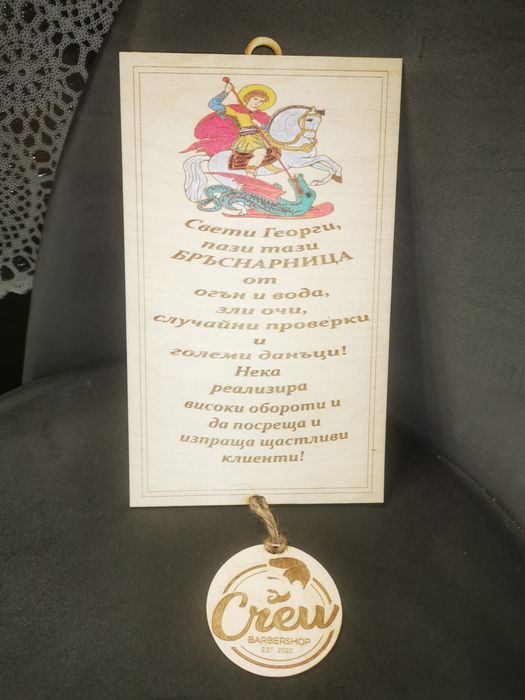 Свети Георги,
пази тази
БРЪСНАРНИЦА
от
огън и вода,
зли очи,
случайни проверки
и
големи данъци!
Нека
реализира
високи обороти и
да посреща и
изпраща щастливи
клиенти!
Crew
BARBERSHOP
EST. 2022